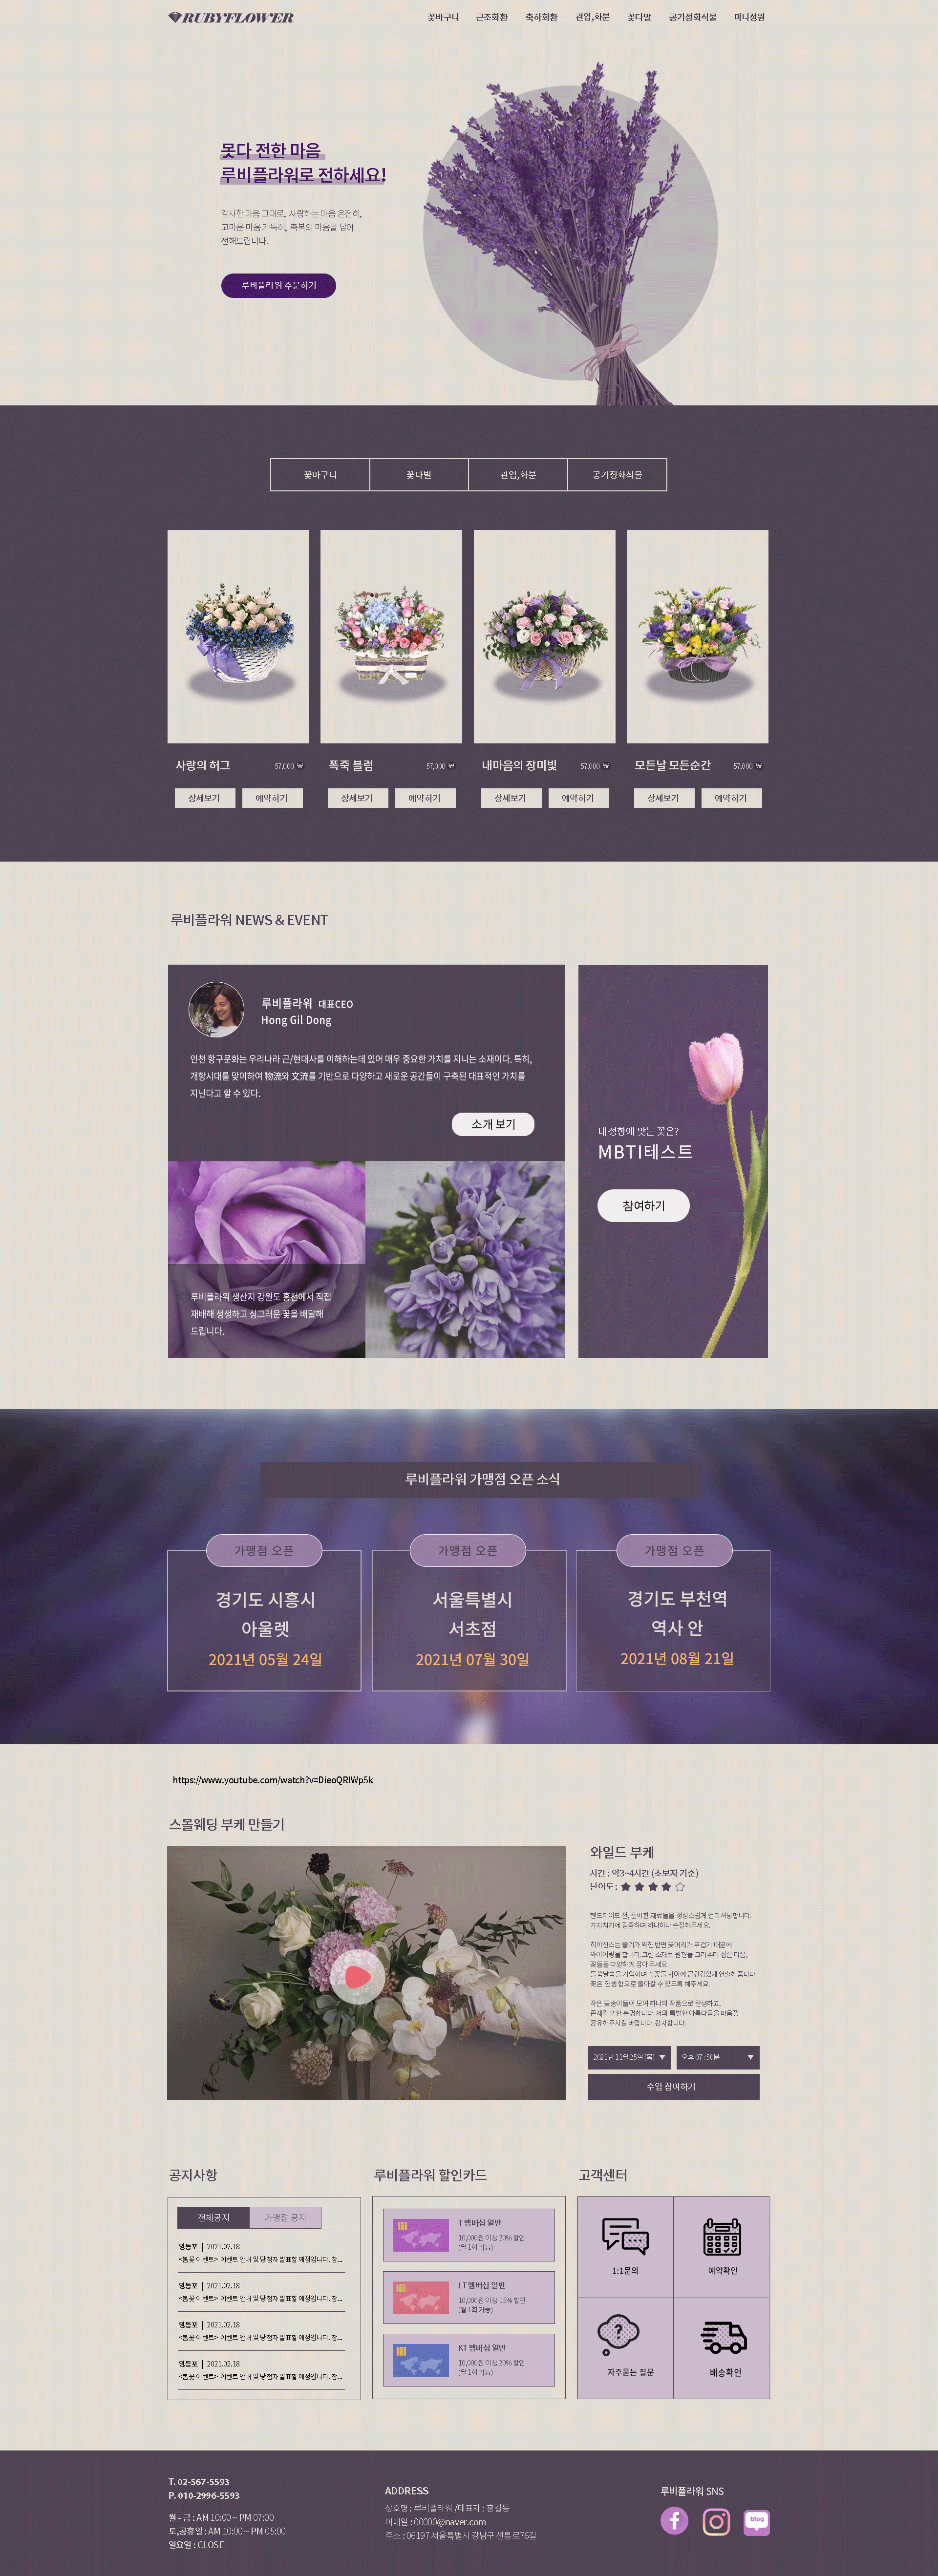 RUBYFLOWER
꽃바구니 근조화환 축하화환 관엽,화분 꽃다발 공기정화식물 미니정원
못다 전한 마음
루비플라워로 전하세요!
감사한 마음 그대로, 사랑하는 마음 온전히,
고마운 마음 가득히, 축복의 마음을 담아
전해드립니다.
루비플라워 주문하기
꽃바구니 꽃다발 관엽,화분 공기정화식물
사랑의 허그 57,000 ₩
상세보기 예약하기
폭죽 블럼 57,000 ₩
상세보기 예약하기
내마음의 장미빛 57,000 ₩
상세보기 예약하기
모든날 모든순간 57,000 ₩
상세보기 예약하기
루비플라워 NEWS & EVENT
루비플라워 대표CEO
Hong Gil Dong
인천 항구문화는 우리나라 근/현대사를 이해하는데 있어 매우 중요한 가치를 지니는 소재이다. 특히,
개항시대를 맞이하여 物流와 文流를 기반으로 다양하고 새로운 공간들이 구축된 대표적인 가치를
지닌다고 할 수 있다.
소개 보기
루비플라워 생산지 강원도 홍천에서 직접
재배해 생생하고 싱그러운 꽃을 배달해
드립니다.
내 성향에 맞는 꽃은?
MBTI테스트
참여하기
루비플라워 가맹점 오픈 소식
가맹점 오픈
경기도 시흥시
아울렛
2021년 05월 24일
가맹점 오픈
서울특별시
서초점
2021년 07월 30일
가맹점 오픈
경기도 부천역
역사 안
2021년 08월 21일
https://www.youtube.com/watch?v=DieoQRIWp5k
스몰웨딩 부케 만들기
와일드 부케
시간 : 약3~4시간 (초보자 기준)
난이도 : ★ ★ ★ ★ ☆
핸드타이드 전, 준비한 재료들을 정성스럽게 컨디셔닝합니다.
가지치기에 집중하며 하나하나 손질해주세요.
히야신스는 줄기가 약한 반면 꽃머리가 무겁기 때문에
와이어링을 합니다.그린 소재로 원형을 그려주며 잡은 다음,
꽃들을 다양하게 잡아 주세요.
들쑥날쑥을 기억하며 잔꽃들 사이에 공간감있게 연출해줍니다.
꽃은 한 방향으로 돌아갈 수 있도록 해주세요.
작은 꽃송이들이 모여 하나의 작품으로 탄생하고,
존재감 또한 분명합니다. 저와 특별한 아름다움을 마음껏
공유해주시길 바랍니다. 감사합니다.
2021년 11월 25일 [목] ▼ 오후 07 : 50분 ▼
수업 참여하기
공지사항
전체공지 가맹점 공지
영등포 | 2021.02.18
<봄꽃 이벤트> 이벤트 안내 및 당첨자 발표할 예정입니다. 잠...
영등포 | 2021.02.18
<봄꽃 이벤트> 이벤트 안내 및 당첨자 발표할 예정입니다. 잠...
영등포 | 2021.02.18
<봄꽃 이벤트> 이벤트 안내 및 당첨자 발표할 예정입니다. 잠...
영등포 | 2021.02.18
<봄꽃 이벤트> 이벤트 안내 및 당첨자 발표할 예정입니다. 잠...
루비플라워 할인카드
T 멤버십 일반
10,000원 이상 20% 할인
(월 1회 가능)
LT 멤버십 일반
10,000원 이상 15% 할인
(월 1회 가능)
KT 멤버십 일반
10,000원 이상 20% 할인
(월 1회 가능)
고객센터
1:1문의
예약확인
자주묻는 질문
배송확인
T. 02-567-5593
P. 010-2996-5593
월 - 금 : AM 10:00 ~ PM 07:00
토,공휴일 : AM 10:00 ~ PM 05:00
일요일 : CLOSE
ADDRESS
상호명 : 루비플라워 /대표자 : 홍길동
이메일 : 00000@naver.com
주소 : 06197 서울특별시 강남구 선릉로76길
루비플라워 SNS
blog